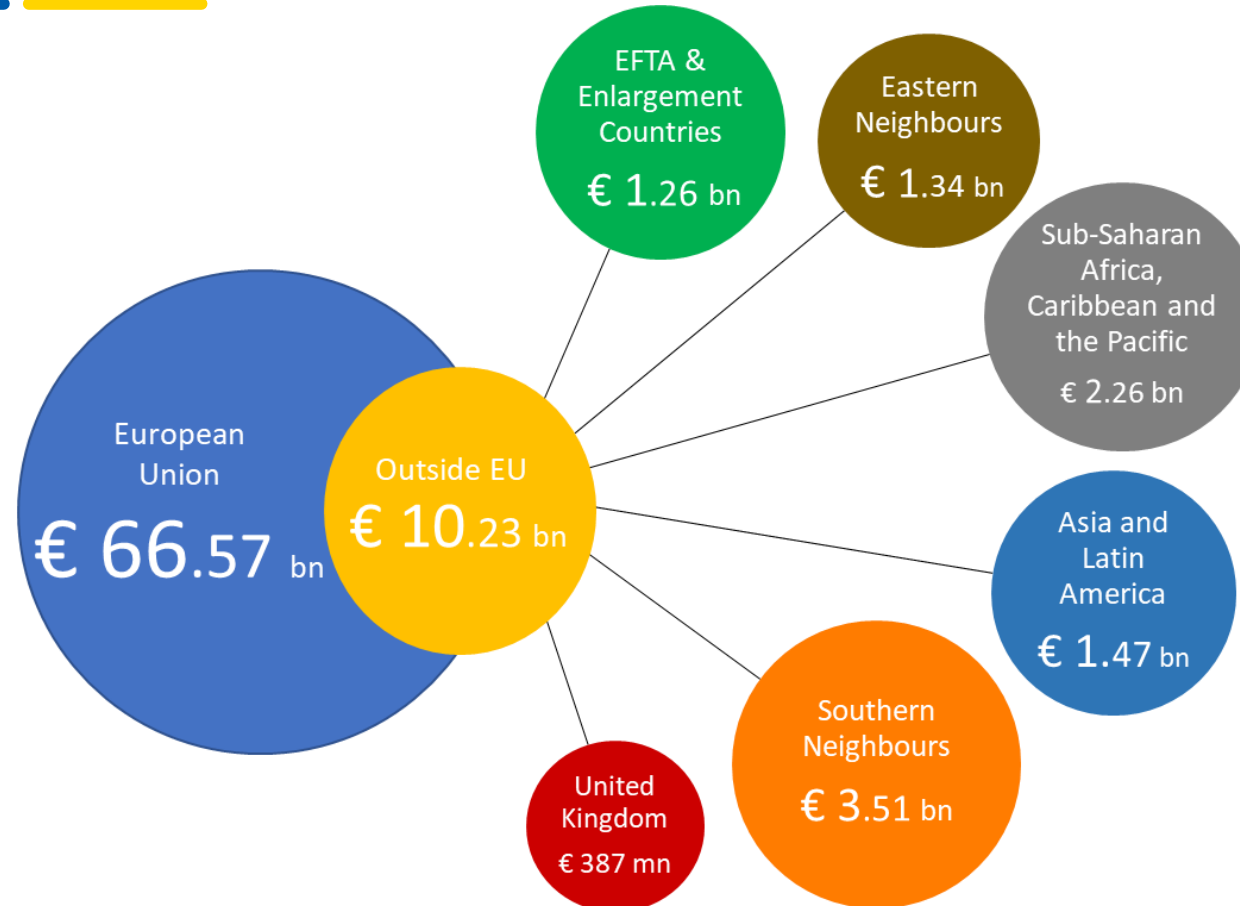 EFTA &
Enlargement
Countries
€ 1.26 bn
Eastern
Neighbours
€ 1.34 bn
Sub-Saharan
Africa,
Caribbean and
the Pacific
€ 2.26 bn
European
Union
€ 66.57 bn
Outside EU
€ 10.23 bn
Asia and
Latin
America
€ 1.47 bn
Southern
Neighbours
€ 3.51 bn
United
Kingdom
€ 387 mn